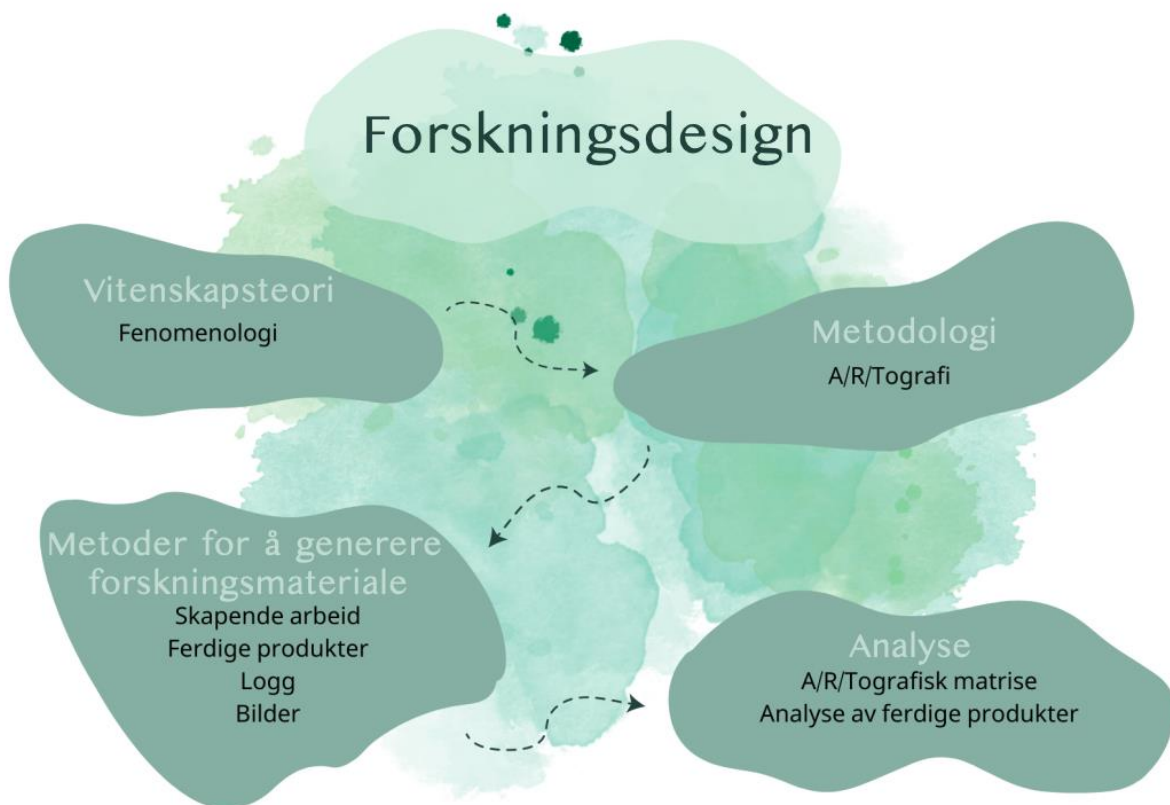 Forskningsdesign
Vitenskapsteori
Fenomenologi
Metodologi
A/R/Tografi
Metoder for å generere
forskningsmateriale
Skapende arbeid
Ferdige produkter
Logg
Bilder
Analyse
A/R/Tografisk matrise
Analyse av ferdige produkter